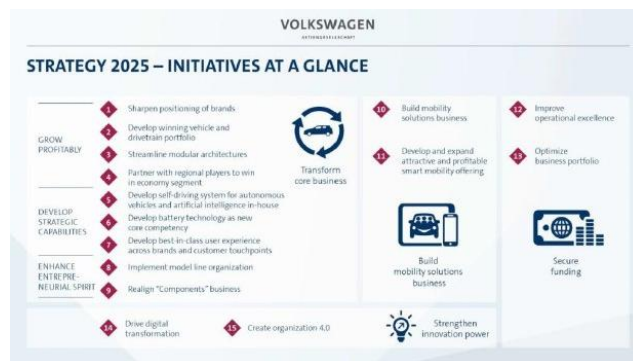 VOLKSWAGEN
AKTIENGESELLSCHAFT
STRATEGY 2025 – INITIATIVES AT A GLANCE
GROW
PROFITABLY
1 Sharpen positioning of brands
2 Develop winning vehicle and
drivetrain portfolio
3 Streamline modular architectures
4 Partner with regional players to win
in economy segment
DEVELOP
STRATEGIC
CAPABILITIES
5 Develop self-driving system for autonomous
vehicles and artificial intelligence in-house
6 Develop battery technology as new
core competency
7 Develop best-in-class user experience
across brands and customer touchpoints
ENHANCE
ENTREPRE-
NEURIAL SPIRIT
8 Implement model line organization
9 Realign "Components" business
Transform
core business
10 Build mobility
solutions business
11 Develop and expand
attractive and profitable
smart mobility offering
Build
mobility solutions
business
12 Improve
operational excellence
13 Optimize
business portfolio
Secure
funding
14 Drive digital
transformation
15 Create organization 4.0
Strengthen
innovation power